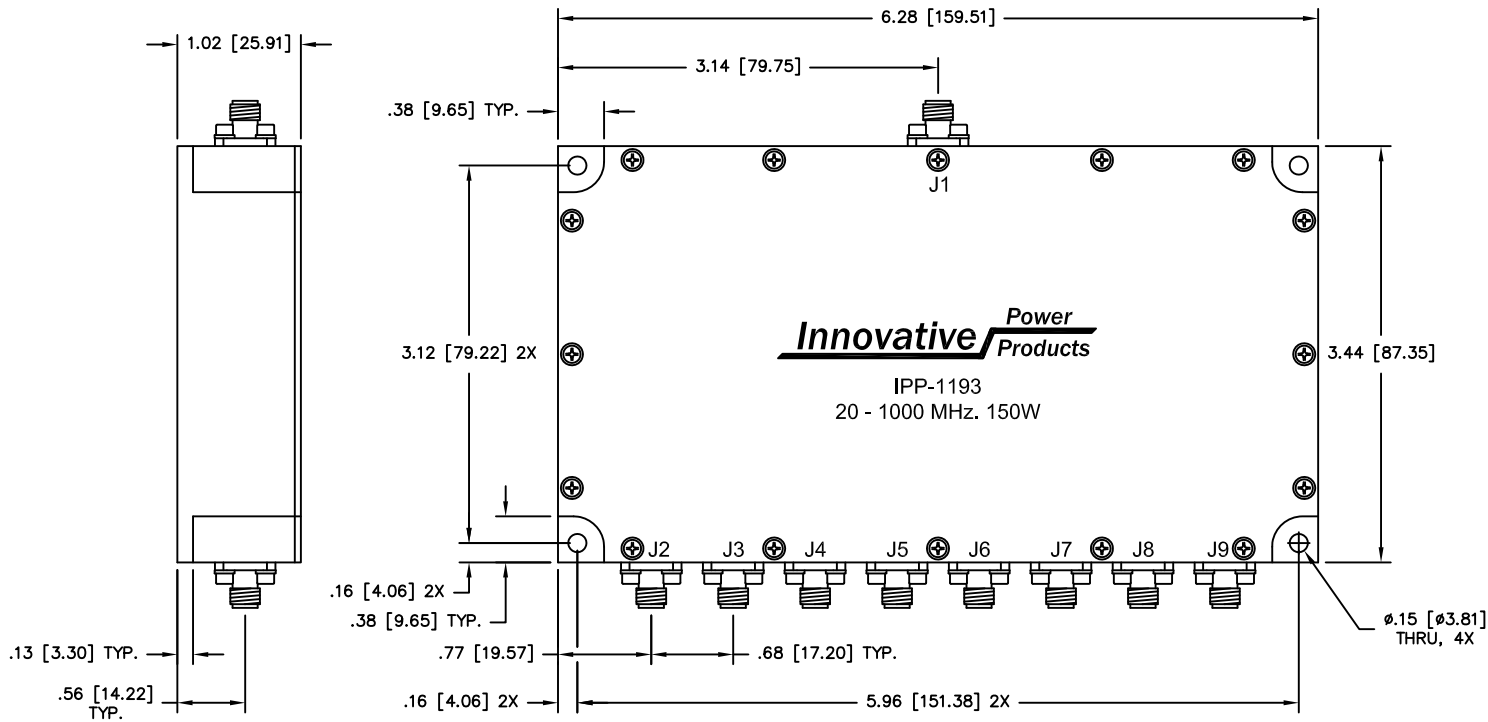 6.28 [159.51]
1.02 [25.91]
3.14 [79.75]
.38 [9.65] TYP.
J1
3.12 [79.22] 2X
3.44 [87.35]
Innovative Power Products
IPP-1193
20 - 1000 MHz. 150W
J2 J3 J4 J5 J6 J7 J8 J9
.16 [4.06] 2X
.38 [9.65] TYP.
ø.15 [ø3.81]
THRU, 4X
.13 [3.30] TYP.
.77 [19.57]
.68 [17.20] TYP.
.56 [14.22]
TYP.
.16 [4.06] 2X
5.96 [151.38] 2X